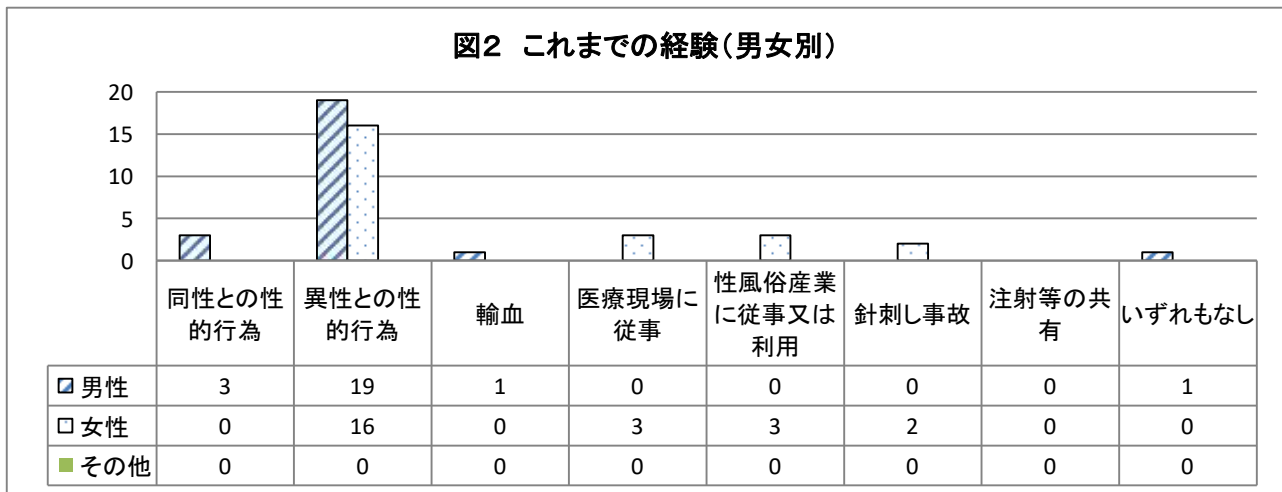 図2 これまでの経験(男女別)
20
15
10
5
0
同性との性
的行為
異性との性
的行為
輸血
医療現場に
従事
性風俗産業
に従事又は
利用
針刺し事故
注射等の共
有
いずれもなし
男性 3 19 1 0 0 0 0 1
女性 0 16 0 3 3 2 0 0
その他 0 0 0 0 0 0 0 0